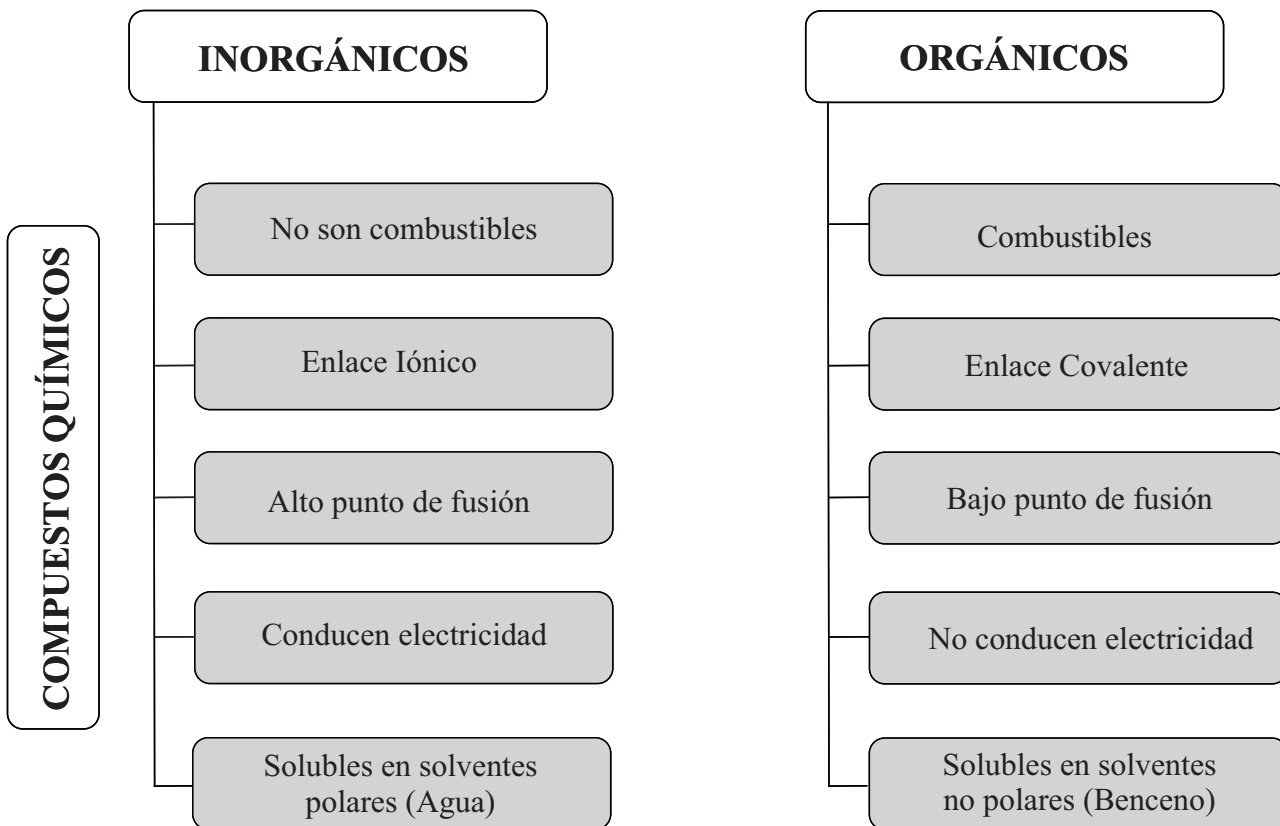 COMPUESTOS QUÍMICOS
INORGÁNICOS
No son combustibles
Enlace Iónico
Alto punto de fusión
Conducen electricidad
Solubles en solventes
polares (Agua)
ORGÁNICOS
Combustibles
Enlace Covalente
Bajo punto de fusión
No conducen electricidad
Solubles en solventes
no polares (Benceno)